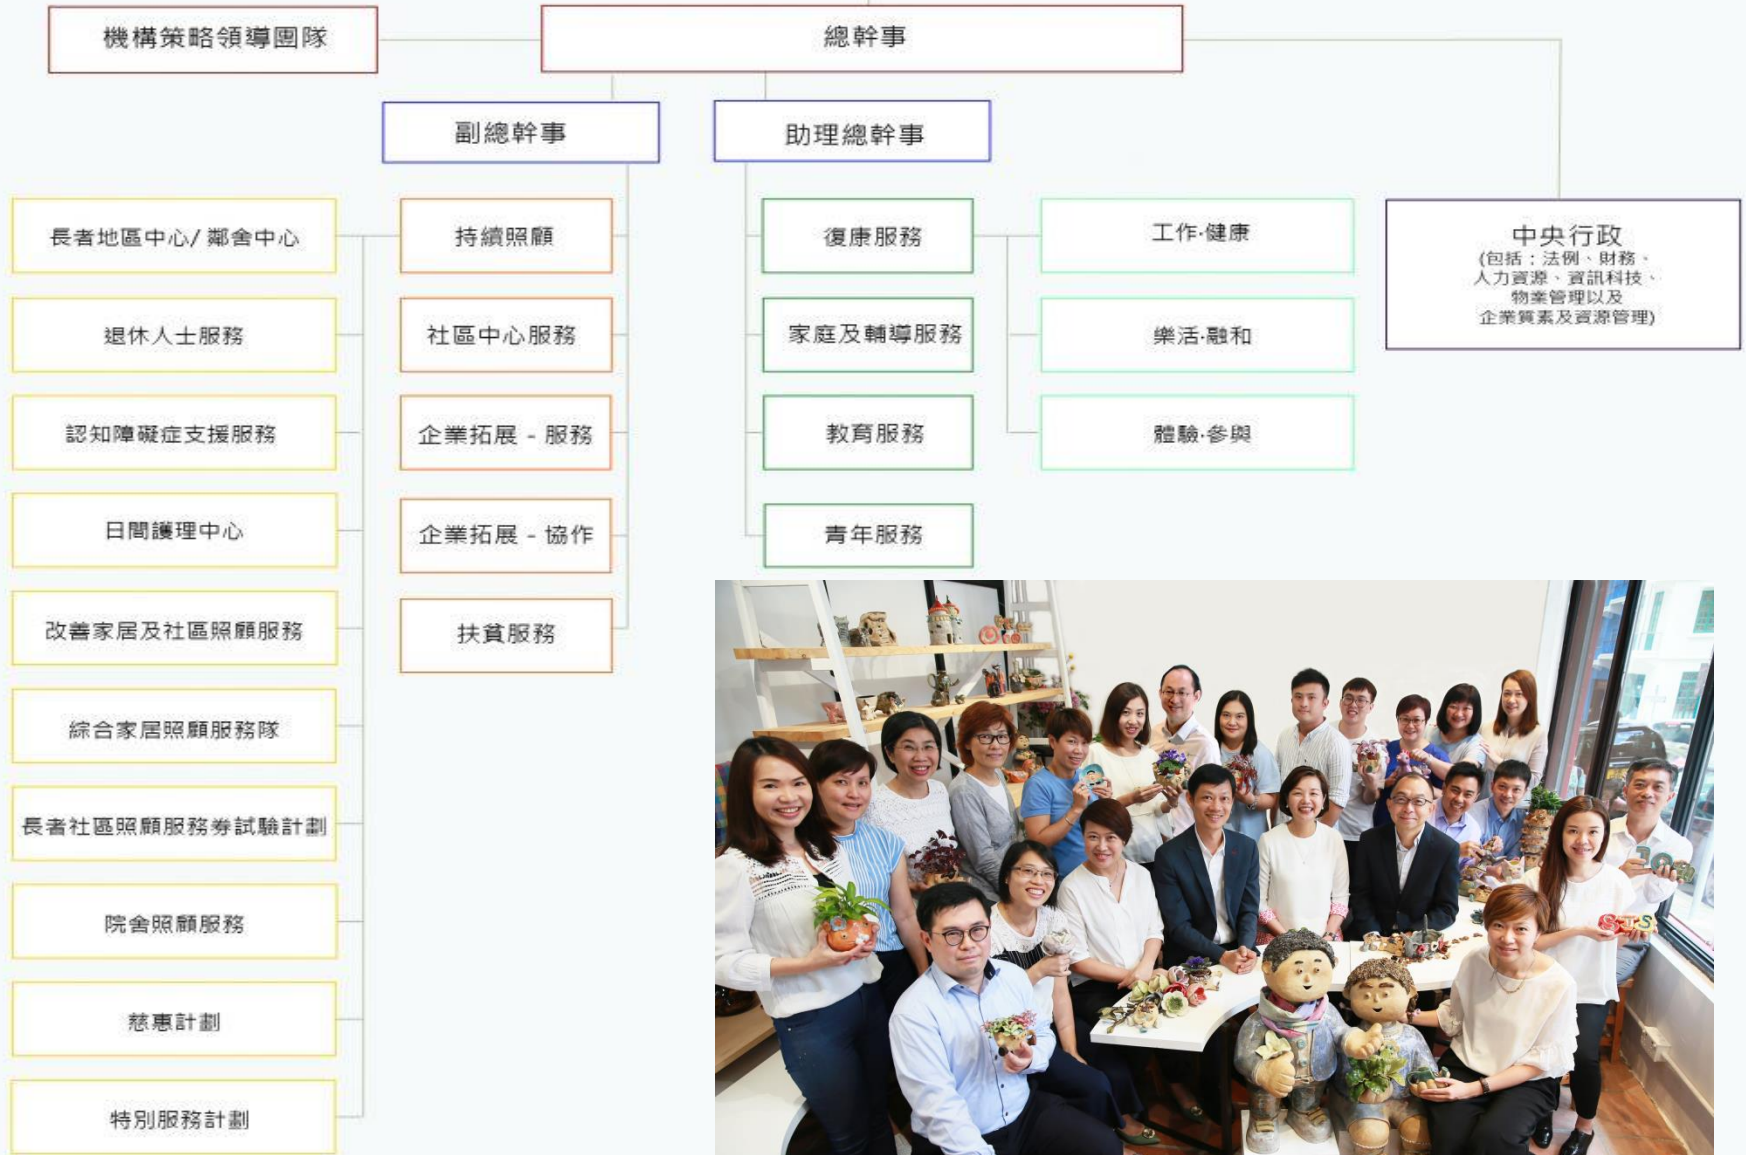 機構策略領導團隊
總幹事
副總幹事
助理總幹事
長者地區中心/ 鄰舍中心
退休人士服務
認知障礙症支援服務
日間護理中心
改善家居及社區照顧服務
綜合家居照顧服務隊
長者社區照顧服務券試驗計劃
院舍照顧服務
慈惠計劃
特別服務計劃
持續照顧
社區中心服務
企業拓展 - 服務
企業拓展 - 協作
扶貧服務
復康服務
家庭及輔導服務
教育服務
青年服務
工作·健康
樂活·融和
體驗·參與
中央行政
(包括：法例、財務、
人力資源、資訊科技、
物業管理以及
企業質素及資源管理)